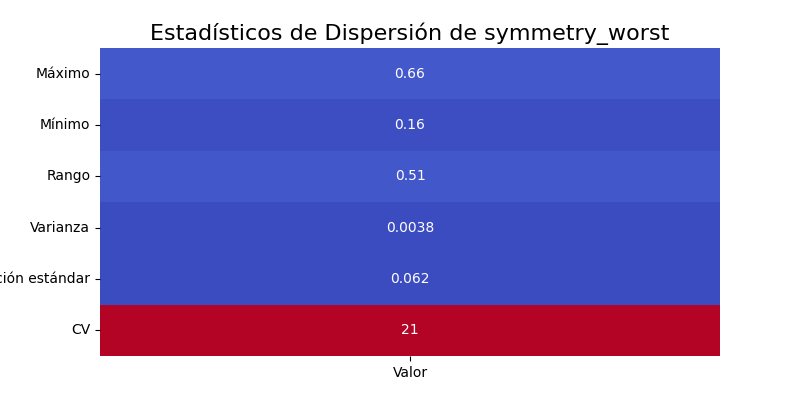 Estadísticos de Dispersión de symmetry_worst
Máximo 0.66
Mínimo 0.16
Rango 0.51
Varianza 0.0038
ción estándar 0.062
CV 21
Valor